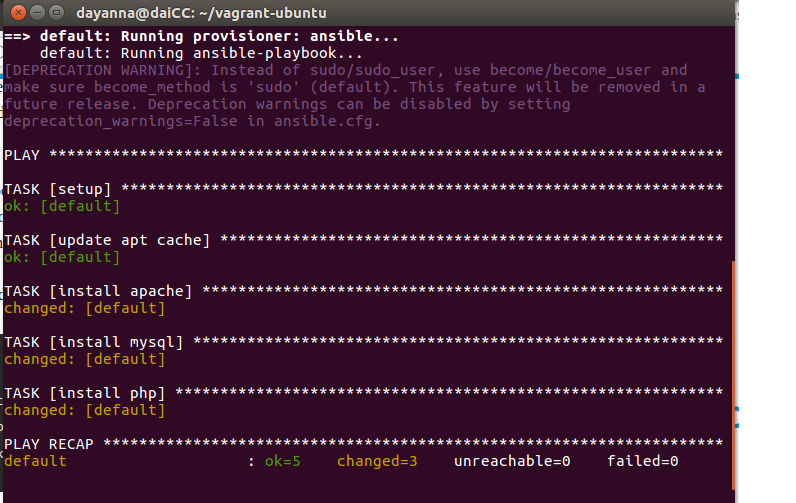 dayanna@daiCC: ~/vagrant-ubuntu
==> default: Running provisioner: ansible...
default: Running ansible-playbook...
[DEPRECATION WARNING]: Instead of sudo/sudo_user, use become/become_user and
make sure become_method is 'sudo' (default). This feature will be removed in a
future release. Deprecation warnings can be disabled by setting
deprecation_warnings=False in ansible.cfg.
PLAY ***************************************************************************
TASK [setup] *******************************************************************
ok: [default]
TASK [update apt cache] ********************************************************
ok: [default]
TASK [install apache] **********************************************************
changed: [default]
TASK [install mysql] ***********************************************************
changed: [default]
TASK [install php] *************************************************************
changed: [default]
PLAY RECAP *********************************************************************
default                    : ok=5    changed=3    unreachable=0    failed=0